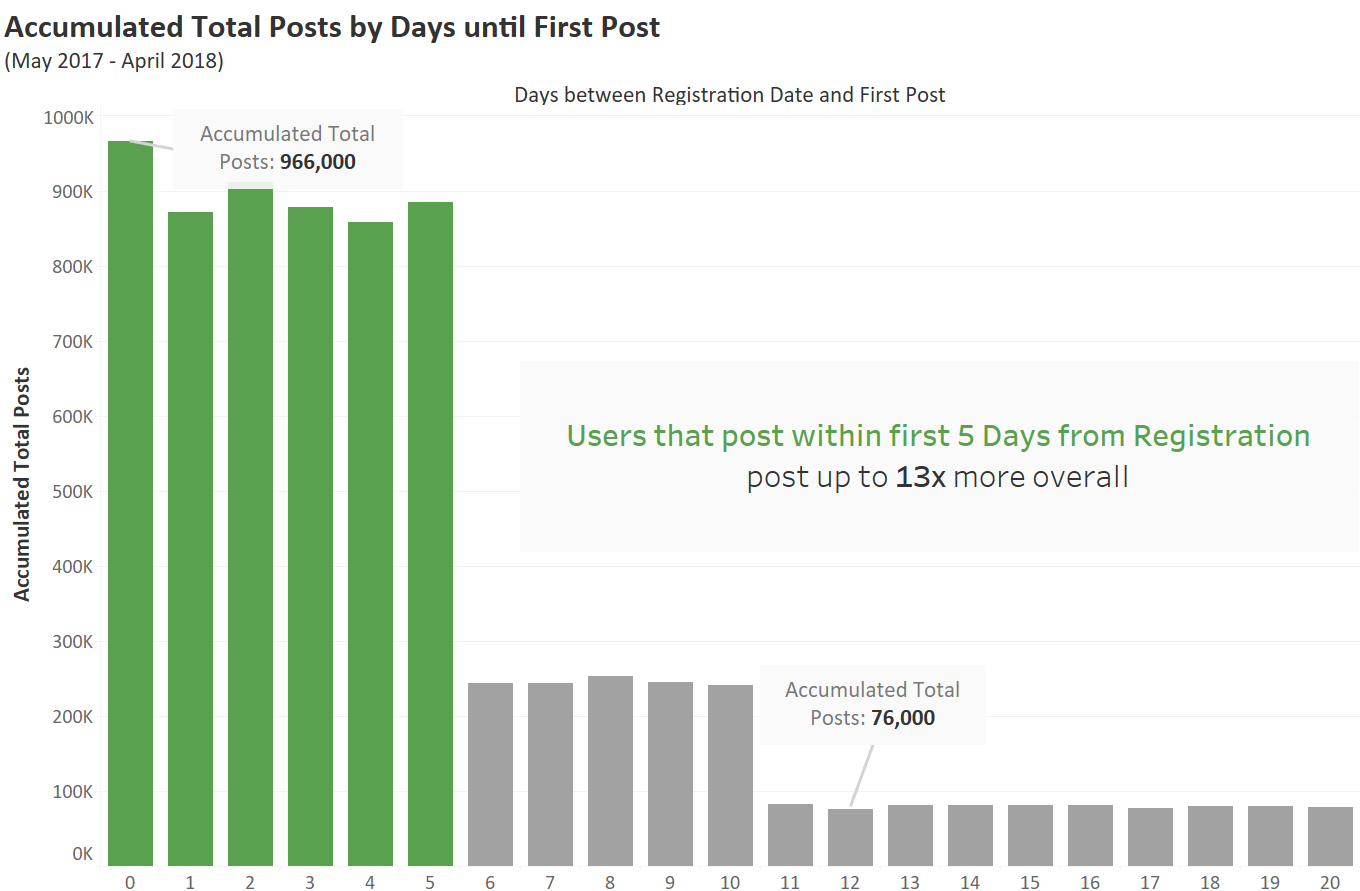 Accumulated Total Posts by Days until First Post
(May 2017 - April 2018)
Days between Registration Date and First Post
1000K
Accumulated Total
Posts: 966,000
900K
800K
700K
600K
500K
400K
300K
200K
100K
0K
Accumulated Total Posts
Users that post within first 5 Days from Registration
post up to 13x more overall
Accumulated Total
Posts: 76,000
0 1 2 3 4 5 6 7 8 9 10 11 12 13 14 15 16 17 18 19 20